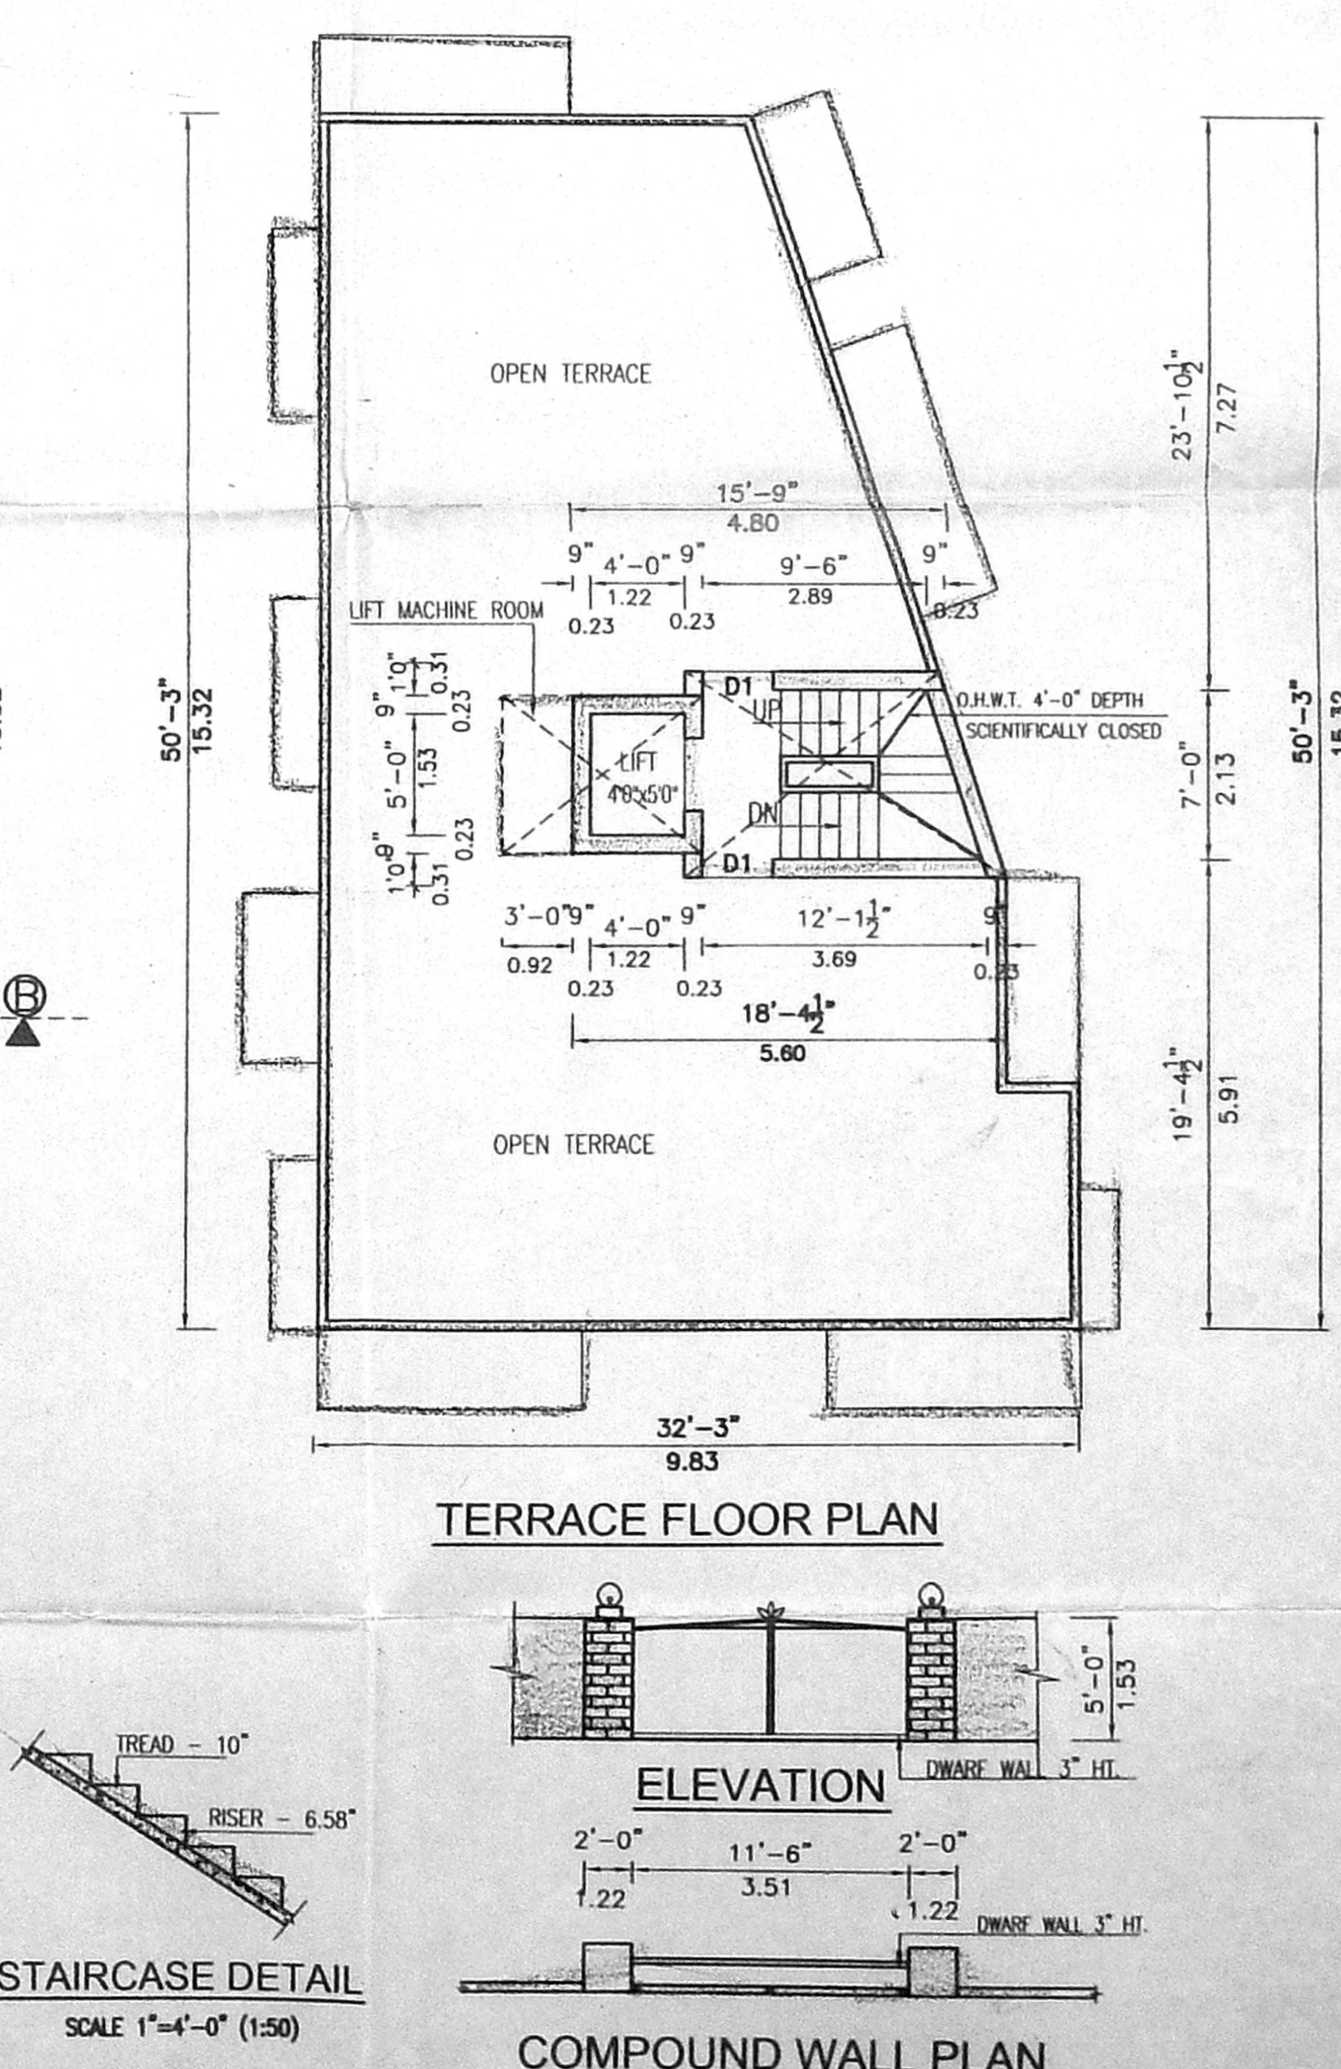 OPEN TERRACE
23'-10½"
7.27
15'-9"
4.80
9" 4'-0" 9" 9'-6" 9"
1.22 2.89
0.23 0.23 0.23
LIFT MACHINE ROOM
1'0" 0.31
9" 0.23
5'-0" 1.53
9" 0.23
1'0" 0.31
50'-3"
15.32
D1
UP
O.H.W.T. 4'-0" DEPTH
SCIENTIFICALLY CLOSED
LIFT
4'0"x5'0"
DN
D1
7'-0"
2.13
50'-3"
3'-0" 9" 4'-0" 9" 12'-1½" 9"
0.92 1.22 3.69
0.23 0.23 0.23
18'-4½"
5.60
B
19'-4½"
5.91
OPEN TERRACE
32'-3"
9.83
TERRACE FLOOR PLAN
5'-0"
1.53
DWARF WALL 3" HT.
ELEVATION
TREAD - 10"
RISER - 6.58"
STAIRCASE DETAIL
SCALE 1"=4'-0" (1:50)
2'-0" 11'-6" 2'-0"
1.22 3.51 1.22
DWARF WALL 3" HT.
COMPOUND WALL PLAN